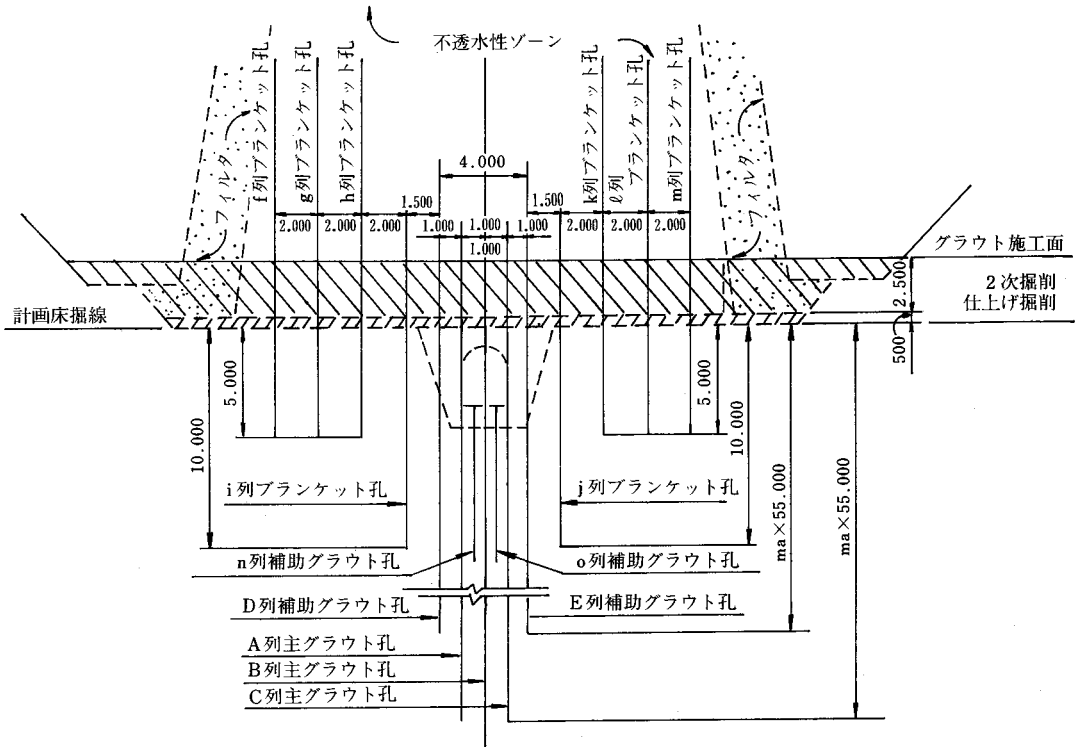 不透水性ゾーン
f列ブランケット孔
g列ブランケット孔
h列ブランケット孔
k列ブランケット孔
ℓ列
ブランケット孔
m列ブランケット孔
フィルタ
フィルタ
4.000
1.500
1.500
2.000
2.000
2.000
1.000
1.000
1.000
1.000
2.000
2.000
2.000
グラウト施工面
2.500
2次掘削
仕上げ掘削
500
計画床掘線
5.000
10.000
5.000
10.000
ma×55.000
ma×55.000
i列ブランケット孔
j列ブランケット孔
n列補助グラウト孔
o列補助グラウト孔
D列補助グラウト孔
E列補助グラウト孔
A列主グラウト孔
B列主グラウト孔
C列主グラウト孔